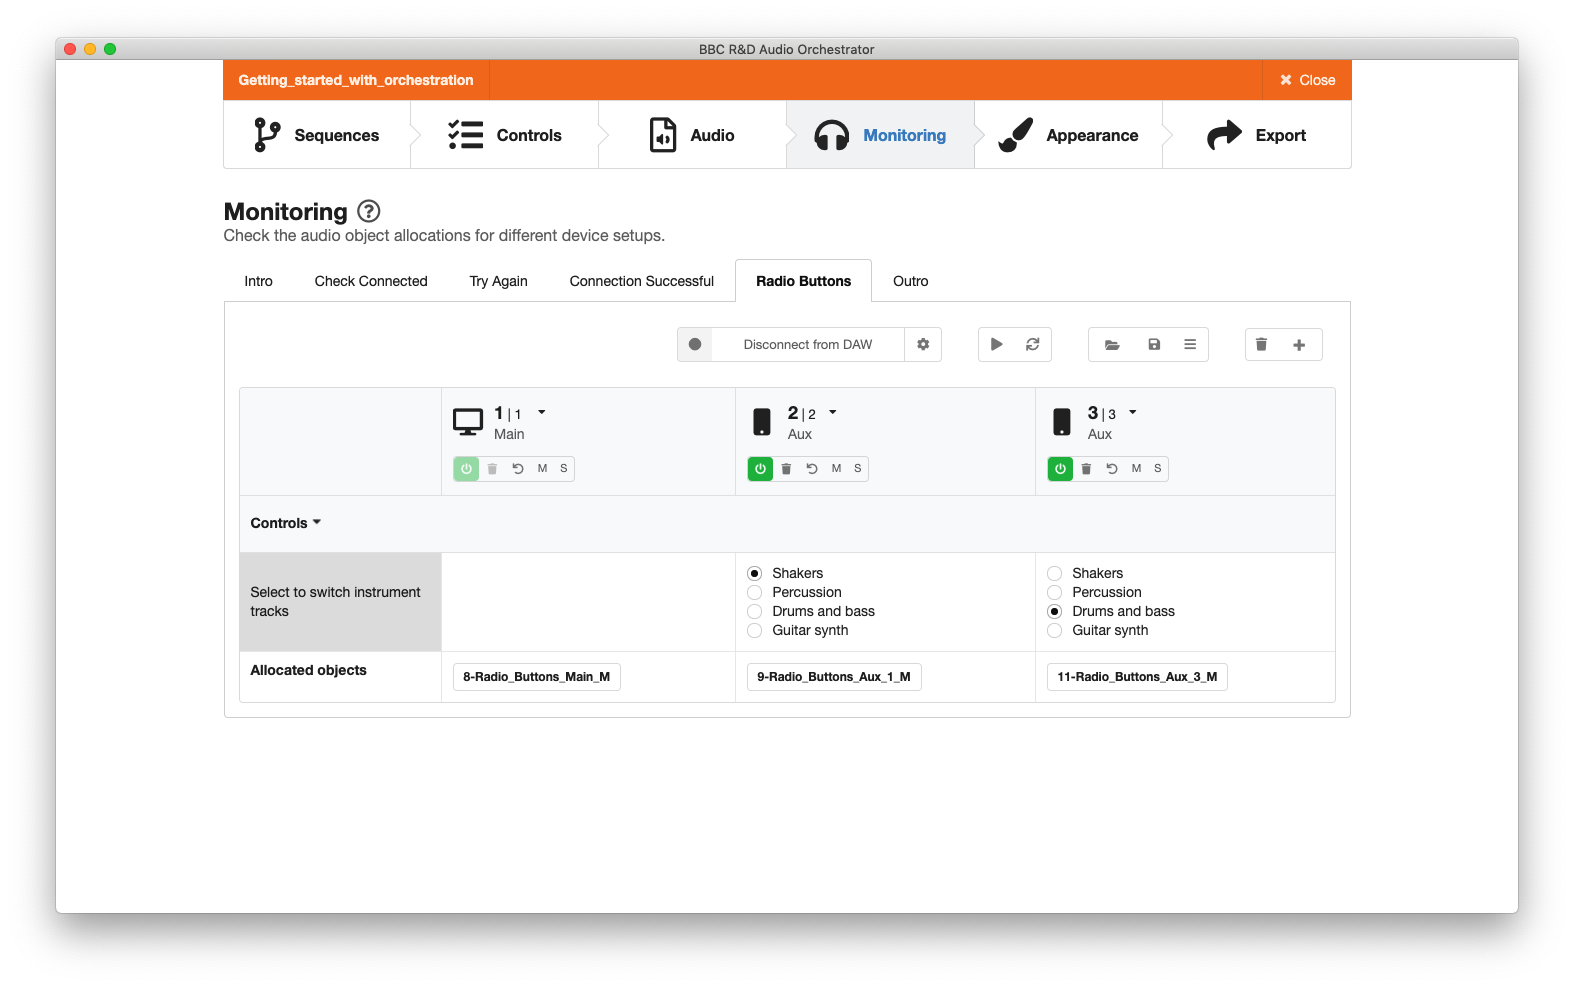 BBC R&D Audio Orchestrator
Getting_started_with_orchestration
Close
Sequences
Controls
Audio
Monitoring
Appearance
Export
Monitoring ?
Check the audio object allocations for different device setups.
Intro
Check Connected
Try Again
Connection Successful
Radio Buttons
Outro
Disconnect from DAW
1 | 1
Main
M S
2 | 2
Aux
M S
3 | 3
Aux
M S
Controls
Select to switch instrument
tracks
Shakers
Percussion
Drums and bass
Guitar synth
Shakers
Percussion
Drums and bass
Guitar synth
Allocated objects
8-Radio_Buttons_Main_M
9-Radio_Buttons_Aux_1_M
11-Radio_Buttons_Aux_3_M